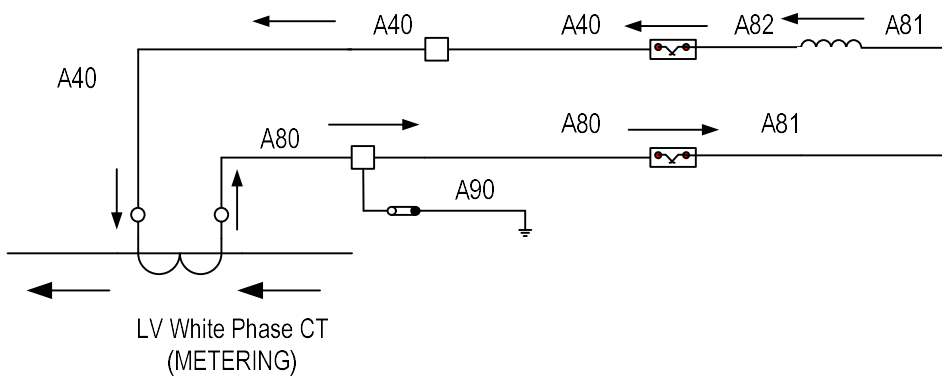 A40
A40
A82
A81
A40
A80
A80
A81
A90
LV White Phase CT
(METERING)